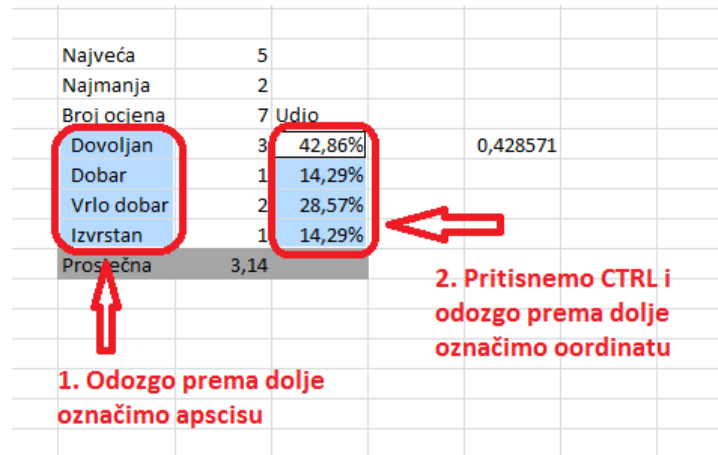 Najveća 5
Najmanja 2
Broj ocjena 7 Udio
Dovoljan 3 42,86% 0,428571
Dobar 1 14,29%
Vrlo dobar 2 28,57%
Izvrstan 1 14,29%
Prosječna 3,14
2. Pritisnemo CTRL i
odozgo prema dolje
označimo oordinatu
1. Odozgo prema dolje
označimo apscisu